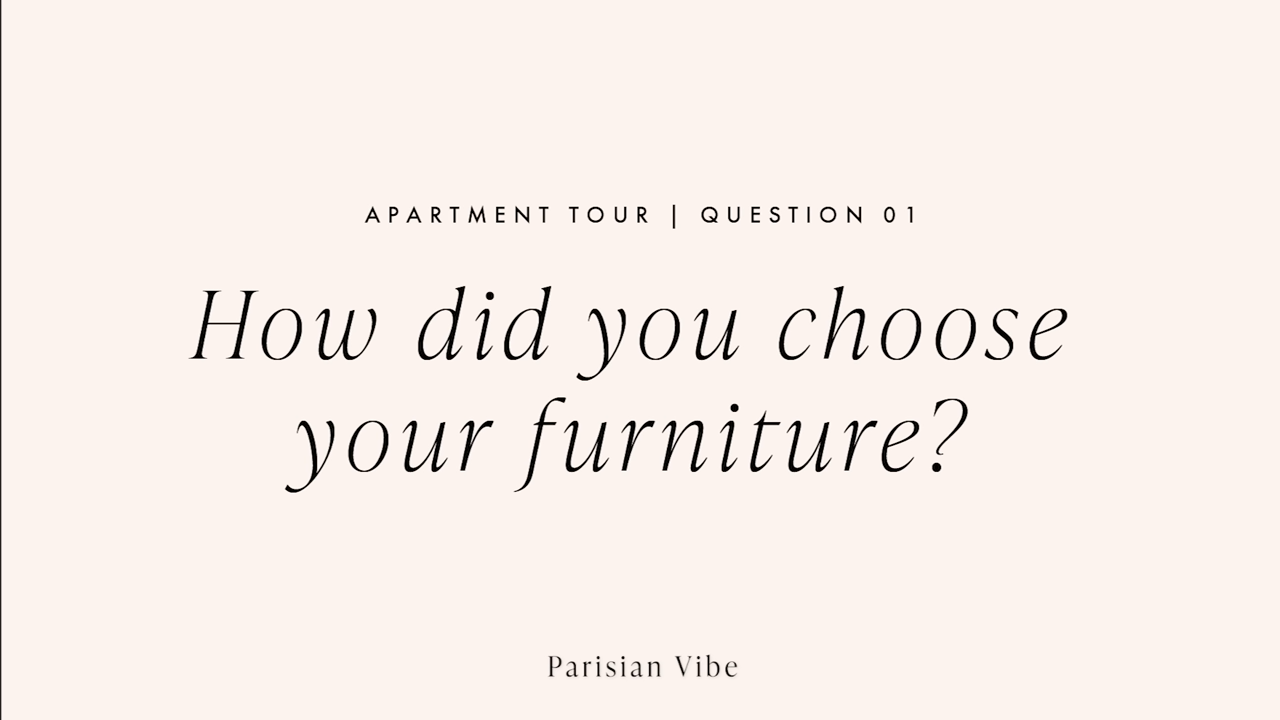 APARTMENT TOUR | QUESTION 01
How did you choose
your furniture?
Parisian Vibe